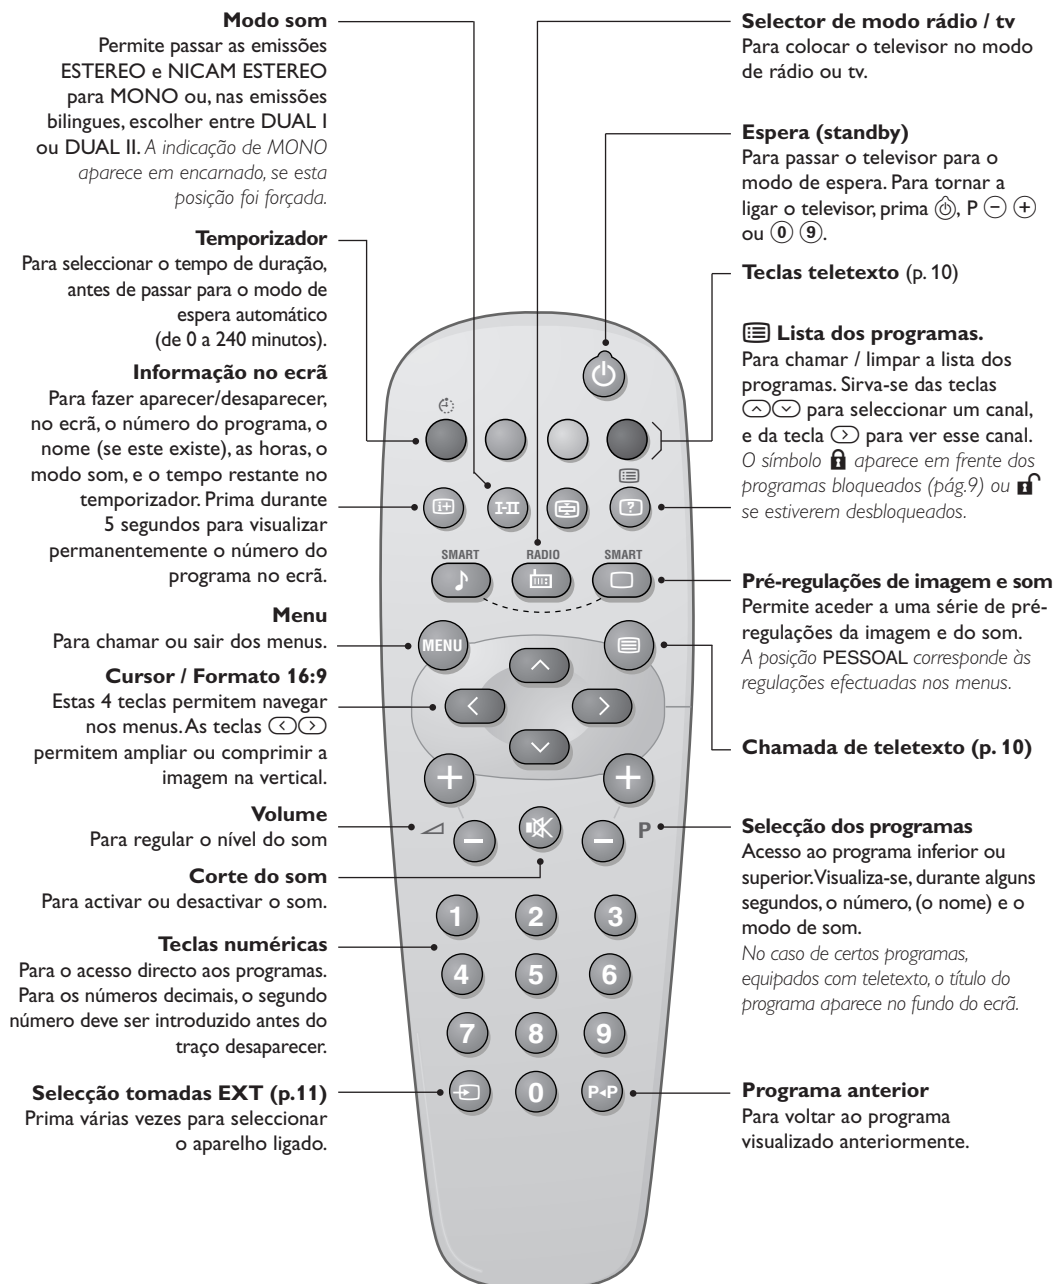 Modo som
Permite passar as emissões
ESTEREO e NICAM ESTEREO
para MONO ou, nas emissões
bilingues, escolher entre DUAL I
ou DUAL II. A indicação de MONO
aparece em encarnado, se esta
posição foi forçada.
Temporizador
Para seleccionar o tempo de duração,
antes de passar para o modo de
espera automático
(de 0 a 240 minutos).
Informação no ecrã
Para fazer aparecer/desaparecer,
no ecrã, o número do programa, o
nome (se este existe), as horas, o
modo som, e o tempo restante no
temporizador. Prima durante
5 segundos para visualizar
permanentemente o número do
programa no ecrã.
Menu
Para chamar ou sair dos menus.
Cursor / Formato 16:9
Estas 4 teclas permitem navegar
nos menus. As teclas
permitem ampliar ou comprimir a
imagem na vertical.
Volume
Para regular o nível do som
Corte do som
Para activar ou desactivar o som.
Teclas numéricas
Para o acesso directo aos programas.
Para os números decimais, o segundo
número deve ser introduzido antes do
traço desaparecer.
Selecção tomadas EXT (p.11)
Prima várias vezes para seleccionar
o aparelho ligado.
i+
I-II
?
SMART
RADIO
SMART
MENU
+
+
-
-
P
1
2
3
4
5
6
7
8
9
0
P◂P
Selector de modo rádio / tv
Para colocar o televisor no modo
de rádio ou tv.
Espera (standby)
Para passar o televisor para o
modo de espera. Para tornar a
ligar o televisor, prima , P - +
ou 0 9.
Teclas teletexto (p. 10)
Lista dos programas.
Para chamar / limpar a lista dos
programas. Sirva-se das teclas
para seleccionar um canal,
e da tecla para ver esse canal.
O símbolo aparece em frente dos
programas bloqueados (pág.9) ou
se estiverem desbloqueados.
Pré-regulações de imagem e som
Permite aceder a uma série de pré-
regulações da imagem e do som.
A posição PESSOAL corresponde às
regulações efectuadas nos menus.
Chamada de teletexto (p. 10)
Selecção dos programas
Acesso ao programa inferior ou
superior. Visualiza-se, durante alguns
segundos, o número, (o nome) e o
modo de som.
No caso de certos programas,
equipados com teletexto, o título do
programa aparece no fundo do ecrã.
Programa anterior
Para voltar ao programa
visualizado anteriormente.